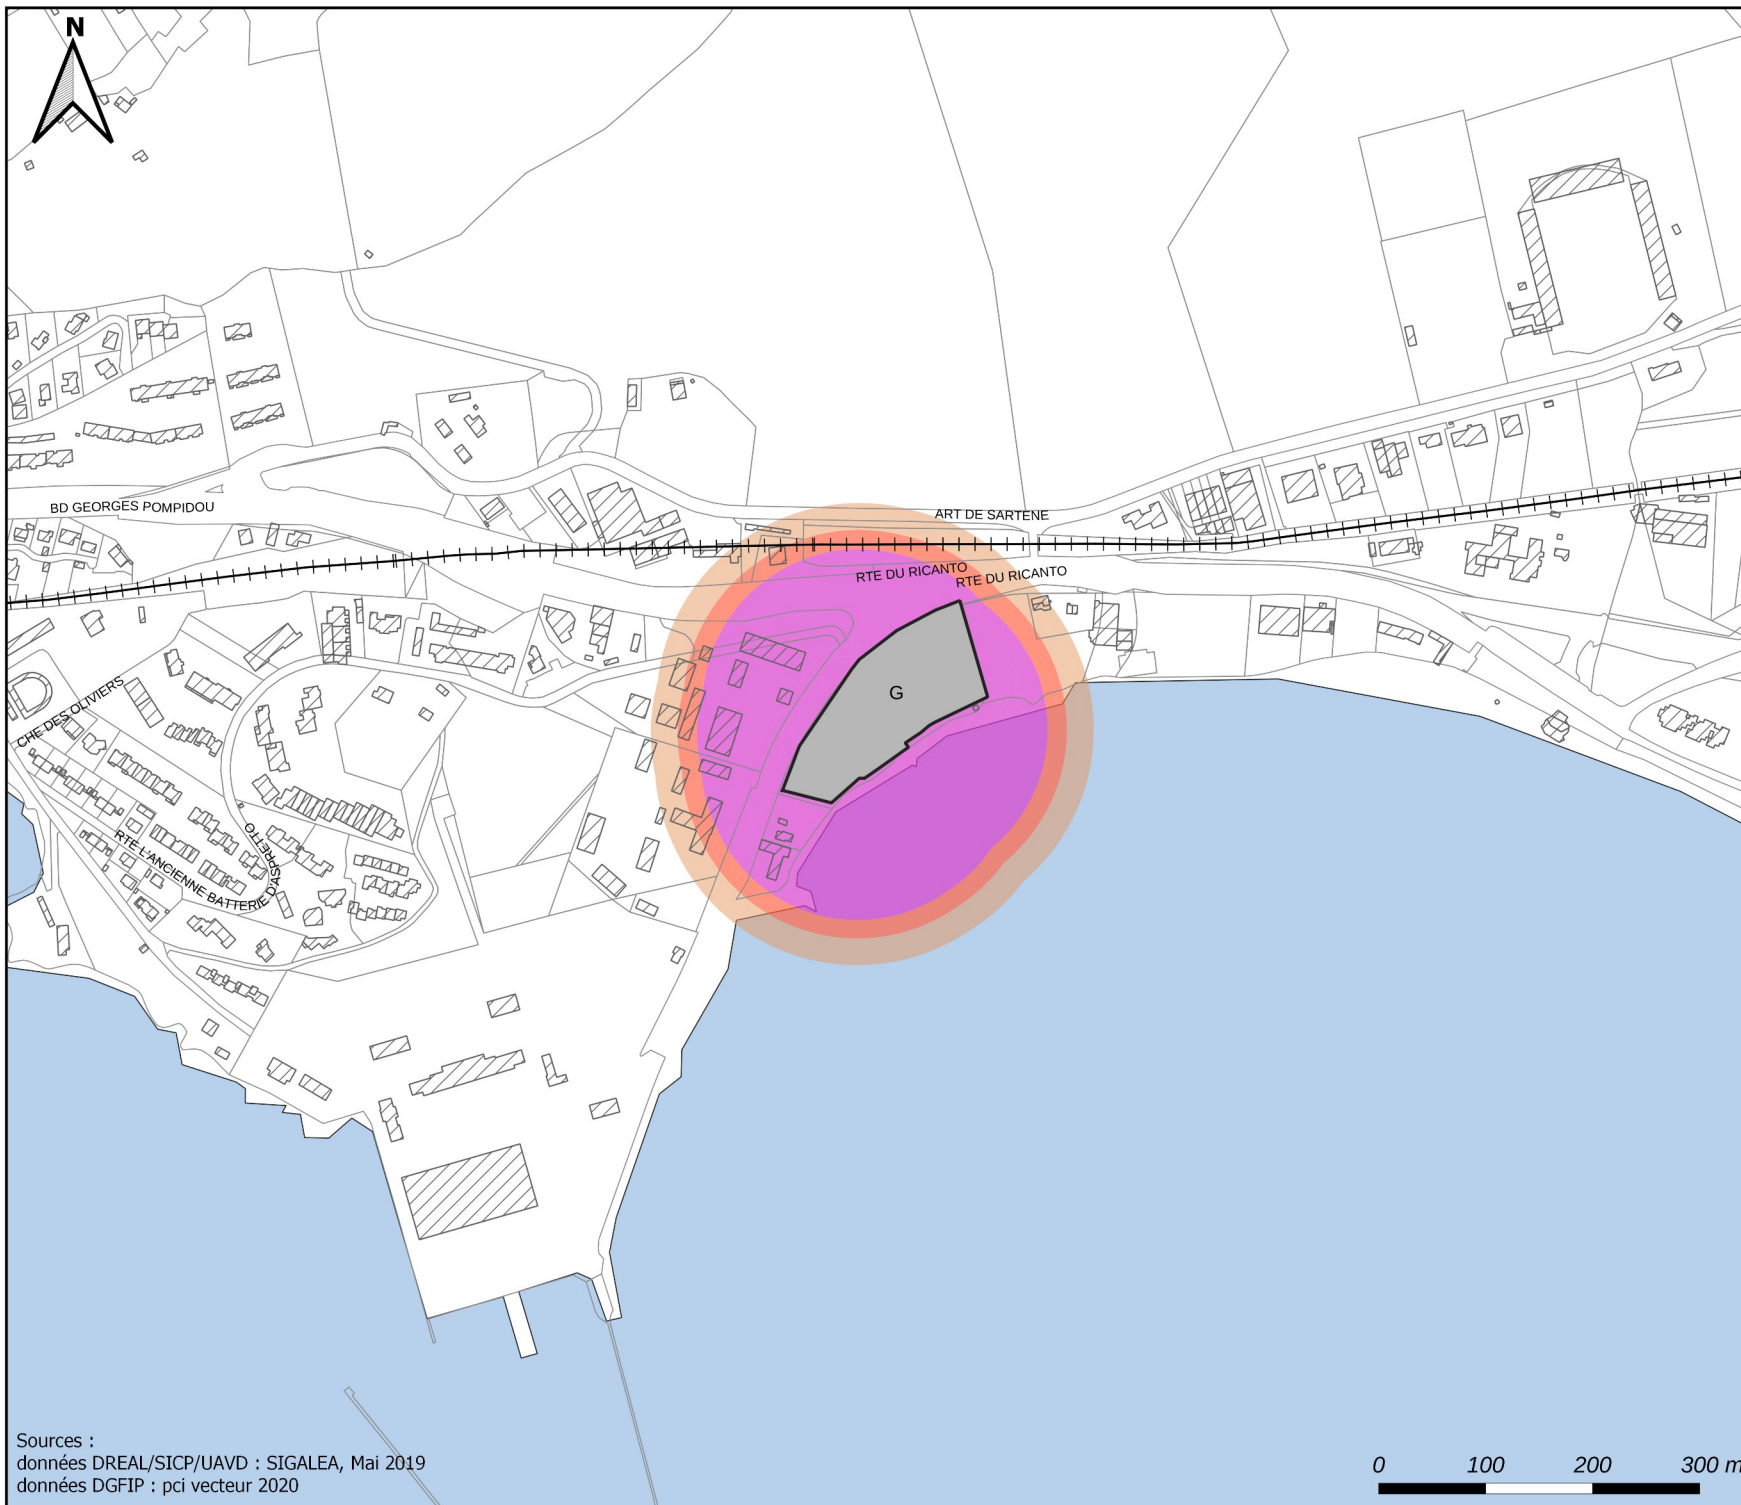 N
BD GEORGES POMPIDOU
ART DE SARTENE
RTE DU RICANTO
RTE DU RICANTO
CHE DES OLIVIERS
G
RTE L'ANCIENNE BATTERIE D'ASPRETTO
Sources :
données DREAL/SICP/UAVD : SIGALEA, Mai 2019
données DGFIP : pci vecteur 2020
0 100 200 300 m